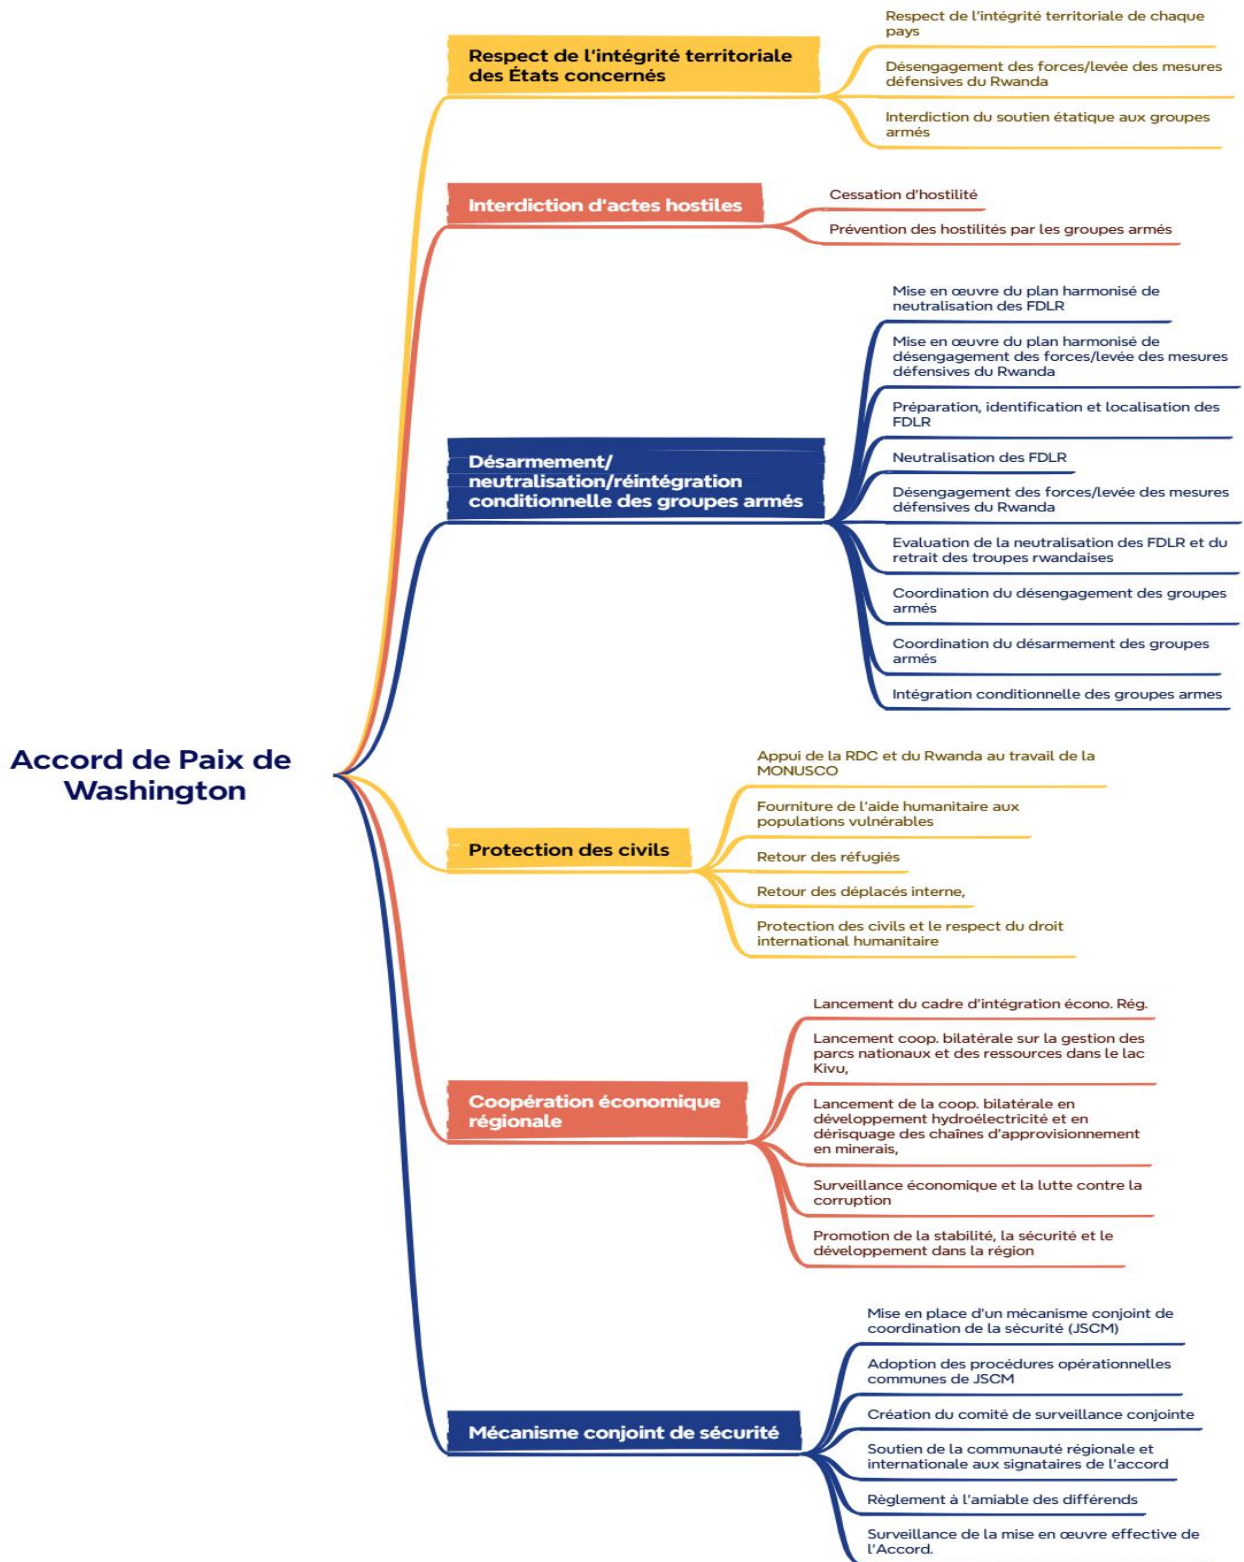 Respect de l'intégrité territoriale de chaque
pays
Respect de l'intégrité territoriale
des États concernés
Désengagement des forces/levée des mesures
défensives du Rwanda
Interdiction du soutien étatique aux groupes
armés
Interdiction d'actes hostiles
Cessation d'hostilité
Prévention des hostilités par les groupes armés
Mise en œuvre du plan harmonisé de
neutralisation des FDLR
Mise en œuvre du plan harmonisé de
désengagement des forces/levée des mesures
défensives du Rwanda
Préparation, identification et localisation des
FDLR
Désarmement/
neutralisation/réintégration
conditionnelle des groupes armés
Neutralisation des FDLR
Désengagement des forces/levée des mesures
défensives du Rwanda
Evaluation de la neutralisation des FDLR et du
retrait des troupes rwandaises
Coordination du désengagement des groupes
armés
Coordination du désarmement des groupes
armés
Intégration conditionnelle des groupes armes
Accord de Paix de
Washington
Appui de la RDC et du Rwanda au travail de la
MONUSCO
Fourniture de l'aide humanitaire aux
populations vulnérables
Protection des civils
Retour des réfugiés
Retour des déplacés interne,
Protection des civils et le respect du droit
international humanitaire
Lancement du cadre d'intégration écono. Rég.
Lancement coop. bilatérale sur la gestion des
parcs nationaux et des ressources dans le lac
Kivu,
Coopération économique
régionale
Lancement de la coop. bilatérale en
développement hydroélectricité et en
dérisquage des chaînes d'approvisionnement
en minerais,
Surveillance économique et la lutte contre la
corruption
Promotion de la stabilité, la sécurité et le
développement dans la région
Mise en place d'un mécanisme conjoint de
coordination de la sécurité (JSCM)
Adoption des procédures opérationnelles
communes de JSCM
Création du comité de surveillance conjointe
Mécanisme conjoint de sécurité
Soutien de la communauté régionale et
internationale aux signataires de l'accord
Règlement à l'amiable des différends
Surveillance de la mise en œuvre effective de
l'Accord.